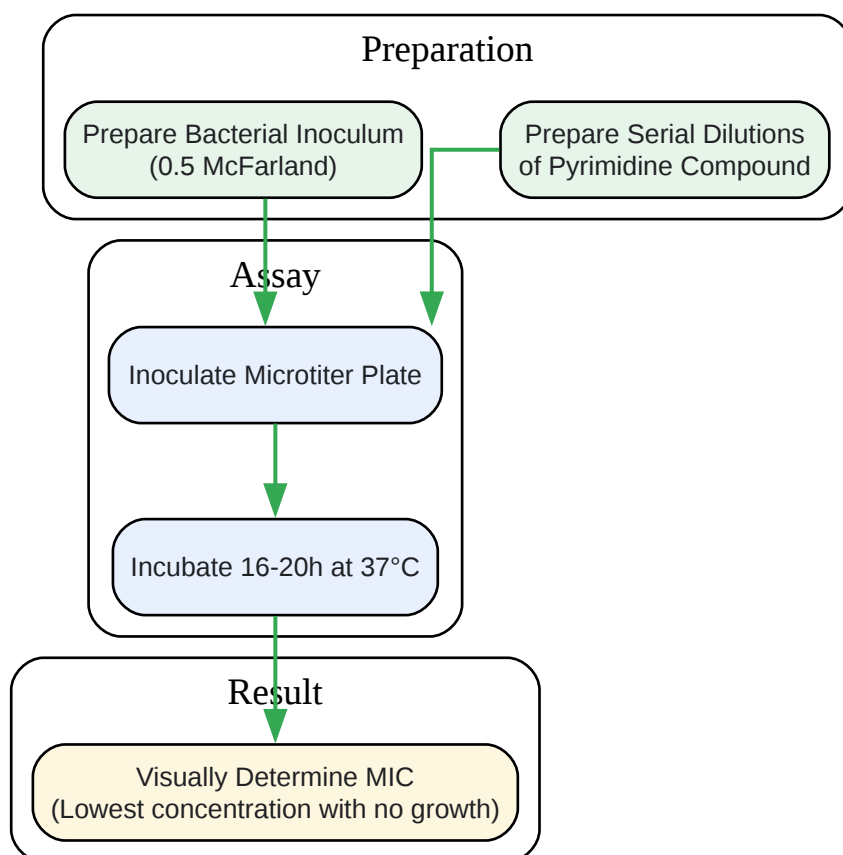 Preparation
Prepare Bacterial Inoculum
(0.5 McFarland)
Prepare Serial Dilutions
of Pyrimidine Compound
Assay
Inoculate Microtiter Plate
Incubate 16-20h at 37°C
Result
Visually Determine MIC
(Lowest concentration with no growth)